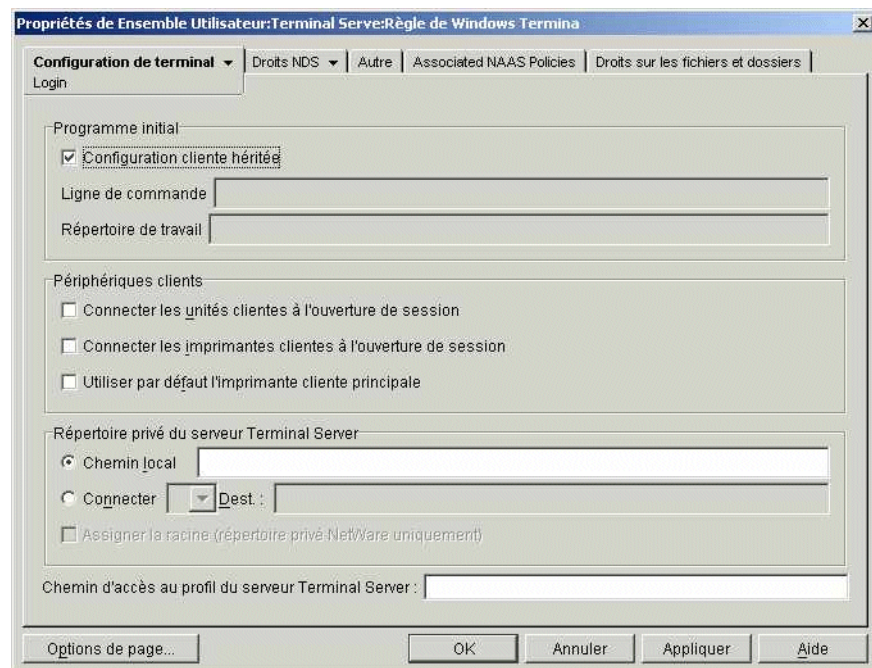 Propriétés de Ensemble Utilisateur:Terminal Serve:Règle de Windows Termina
Configuration de terminal Droits NDS Autre Associated NAAS Policies Droits sur les fichiers et dossiers
Login
Programme initial
Configuration cliente héritée
Ligne de commande
Répertoire de travail
Périphériques clients
Connecter les unités clientes à l'ouverture de session
Connecter les imprimantes clientes à l'ouverture de session
Utiliser par défaut l'imprimante cliente principale
Répertoire privé du serveur Terminal Server
Chemin local
Connecter Dest. :
Assigner la racine (répertoire privé NetWare uniquement)
Chemin d'accès au profil du serveur Terminal Server :
Options de page... OK Annuler Appliquer Aide